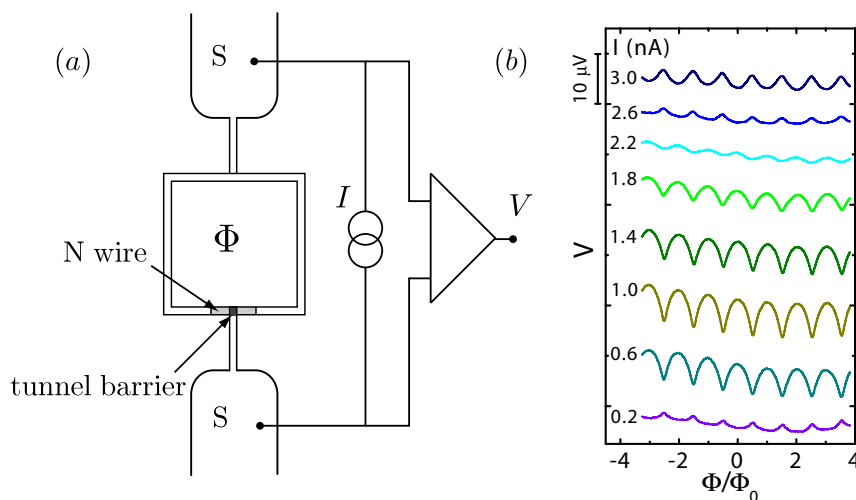 (a)
S
Φ
N wire
tunnel barrier
S
I
V
(b)
I (nA)
10 μV
3.0
2.6
2.2
1.8
1.4
1.0
0.6
0.2
V
-4 -2 0 2 4
Φ/Φ0